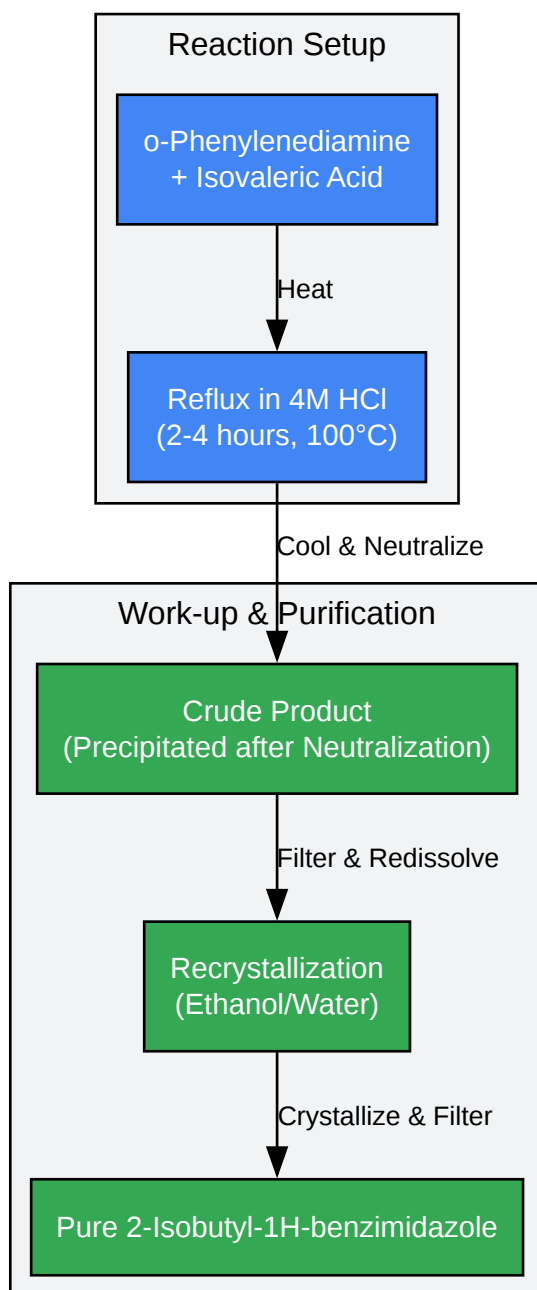 Reaction Setup
o-Phenylenediamine
+ Isovaleric Acid
Heat
Reflux in 4M HCl
(2-4 hours, 100°C)
Cool & Neutralize
Work-up & Purification
Crude Product
(Precipitated after Neutralization)
Filter & Redissolve
Recrystallization
(Ethanol/Water)
Crystallize & Filter
Pure 2-Isobutyl-1H-benzimidazole